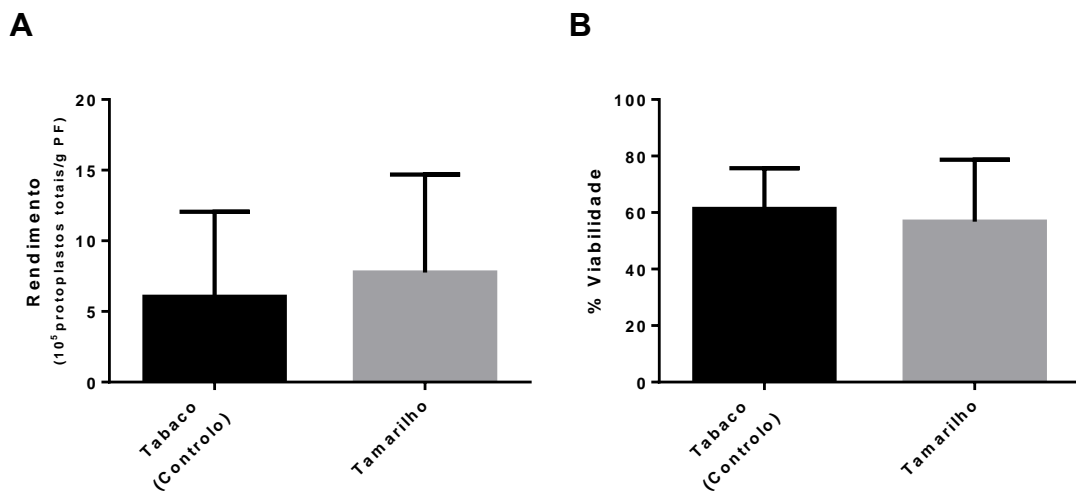 A
Rendimento
(10⁵ protoplastos totais/g PF)
20
15
10
5
0
Tabaco
(Controlo)
Tamarilho
B
% Viabilidade
100
80
60
40
20
0
Tabaco
(Controlo)
Tamarilho